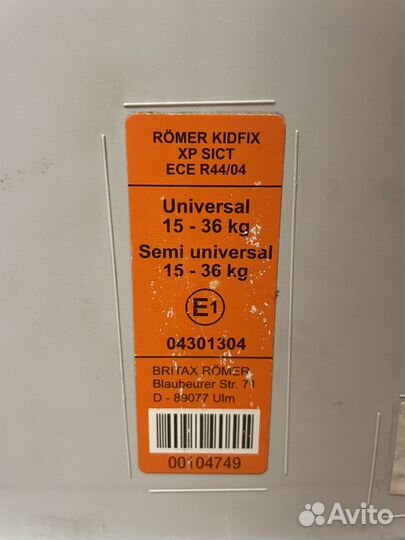 RÖMER KIDFIX
XP SICT
ECE R44/04
Universal
15 - 36 kg
Semi universal
15 - 36 kg
E1
04301304
BRITAX RÖMER
Blaubeurer Str. 71
D - 89077 Ulm
00104749
Avito